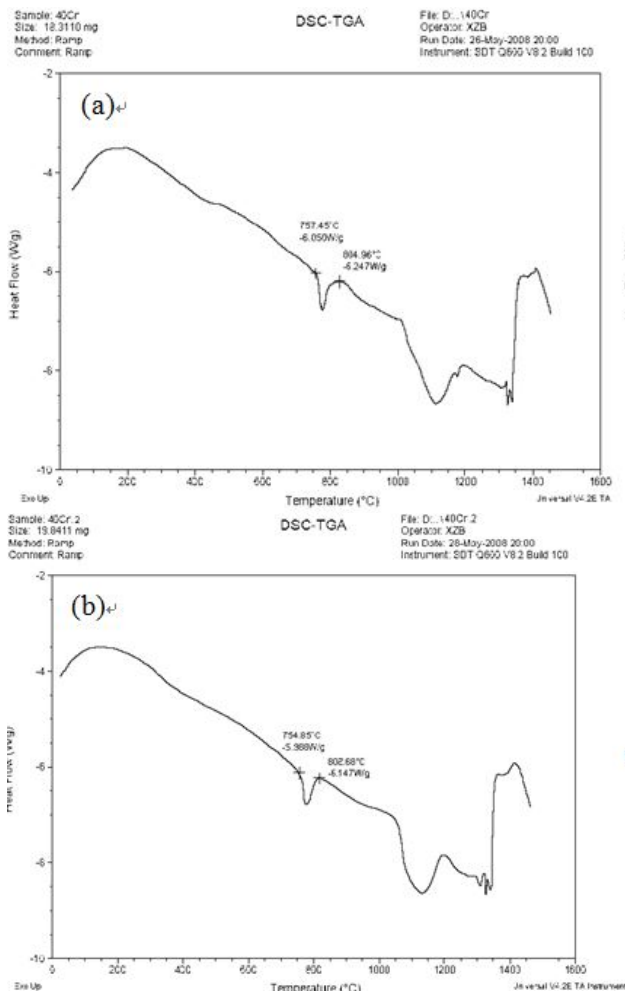 Sample: 40Cr
Size: 18.3110 mg
Method: Ramp
Comment: Ramp
DSC-TGA
File: D:...\40Cr
Operator: XZB
Run Date: 26-May-2008 20:00
Instrument: SDT Q600 V8.2 Build 100
(a)
757.45°C
-6.050W/g
804.96°C
-6.247W/g
Heat Flow (W/g)
-2
-4
-6
-8
-10
0 200 400 600 800 1000 1200 1400 1600
Exo Up
Temperature (°C)
Universal V4.2E TA
Sample: 40Cr.2
Size: 19.8411 mg
Method: Ramp
Comment: Ramp
DSC-TGA
File: D:...\40Cr.2
Operator: XZB
Run Date: 28-May-2008 20:00
Instrument: SDT Q600 V8.2 Build 100
(b)
754.85°C
-5.988W/g
802.68°C
-6.147W/g
Heat Flow (W/g)
-2
-4
-6
-8
-10
0 200 400 600 800 1000 1200 1400 1600
Exo Up
Temperature (°C)
Universal V4.2E TA Instruments